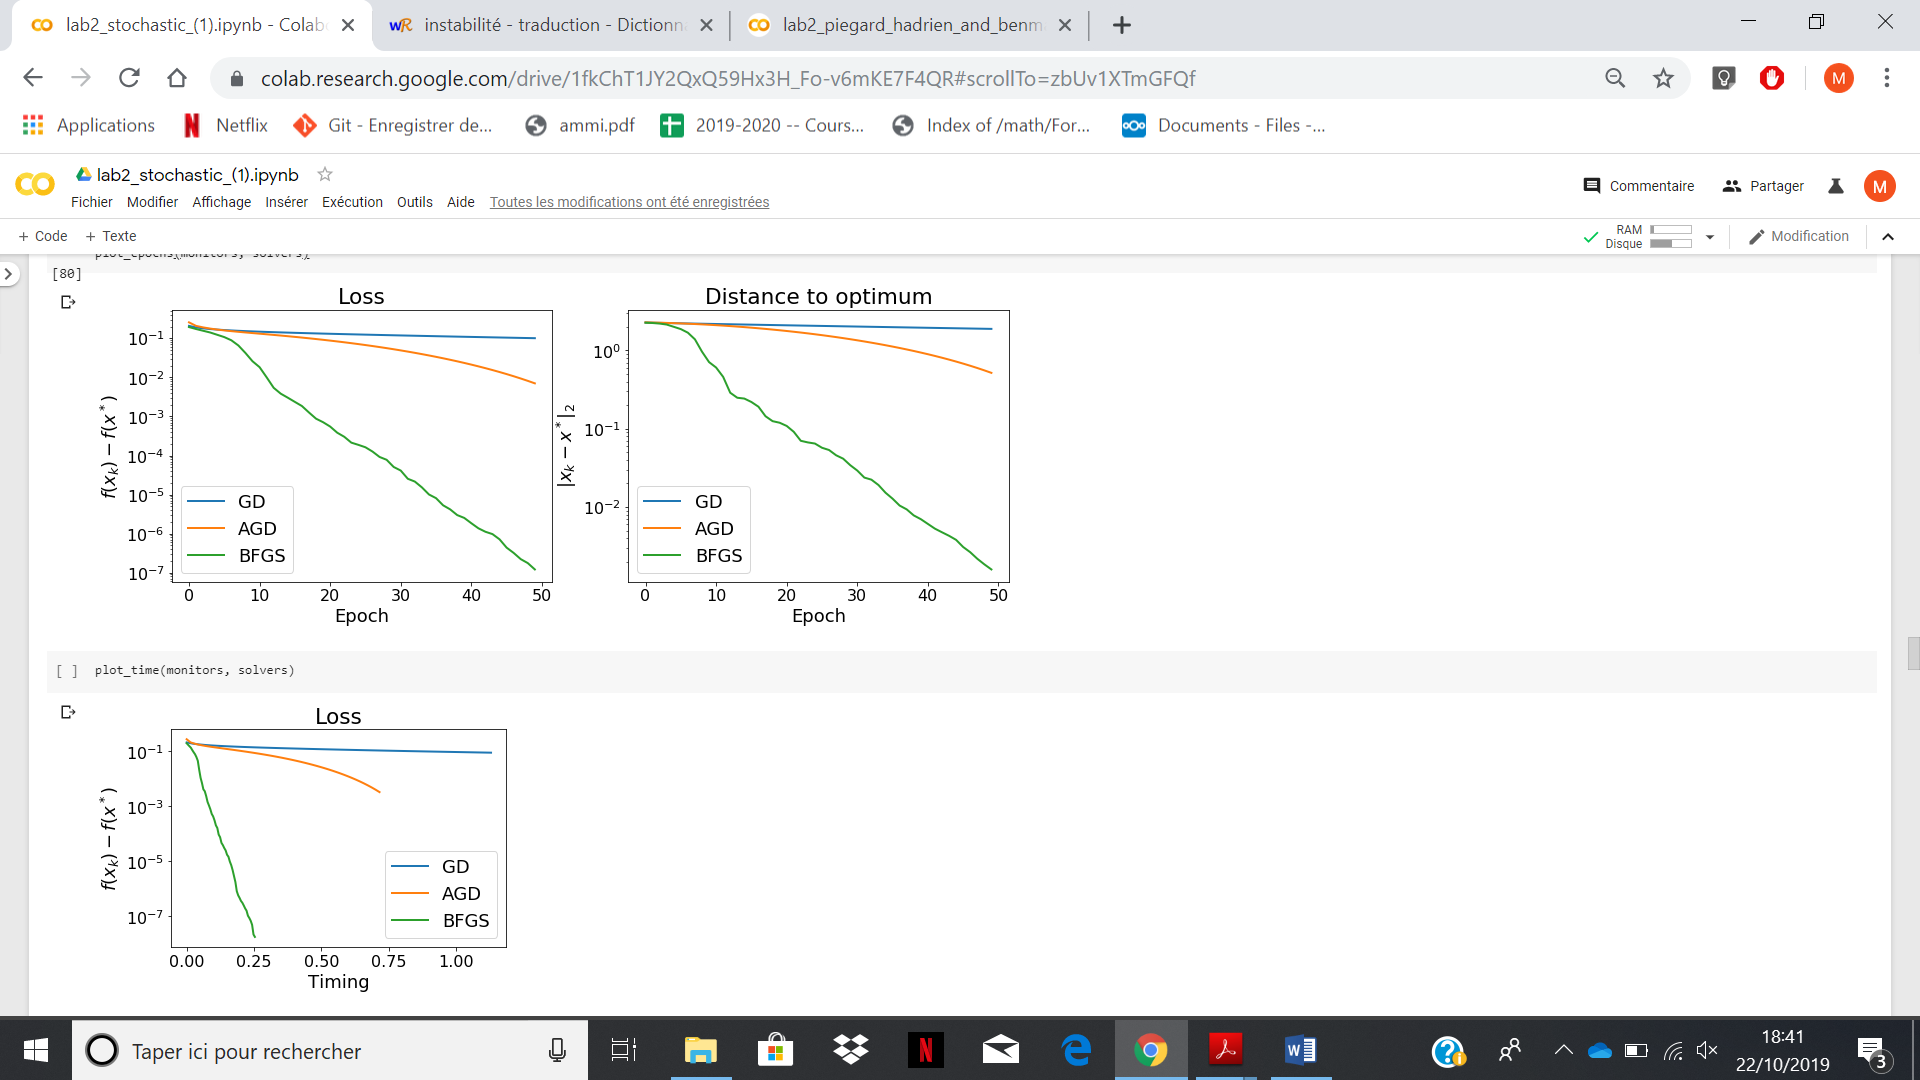 lab2_stochastic_(1).ipynb - Colab
wR instabilité - traduction - Dictionn
lab2_piegard_hadrien_and_benm
colab.research.google.com/drive/1fkChT1JY2QxQ59Hx3H_Fo-v6mKE7F4QR#scrollTo=zbUv1XTmGFQf
M
Applications Netflix Git - Enregistrer de... ammi.pdf 2019-2020 -- Cours... Index of /math/For... Documents - Files -...
lab2_stochastic_(1).ipynb
Commentaire Partager M
Fichier Modifier Affichage Insérer Exécution Outils Aide Toutes les modifications ont été enregistrées
+ Code + Texte
RAM
Disque
Modification
plot_epochs(monitors, solvers)
[80]
Loss
f(x_k) − f(x^*)
10^−1
10^−2
10^−3
10^−4
10^−5
10^−6
10^−7
GD
AGD
BFGS
0 10 20 30 40 50
Epoch
Distance to optimum
|x_k − x^*|_2
10^0
10^−1
10^−2
GD
AGD
BFGS
0 10 20 30 40 50
Epoch
[ ] plot_time(monitors, solvers)
Loss
f(x_k) − f(x^*)
10^−1
10^−3
10^−5
10^−7
GD
AGD
BFGS
0.00 0.25 0.50 0.75 1.00
Timing
Taper ici pour rechercher
18:41
22/10/2019
3